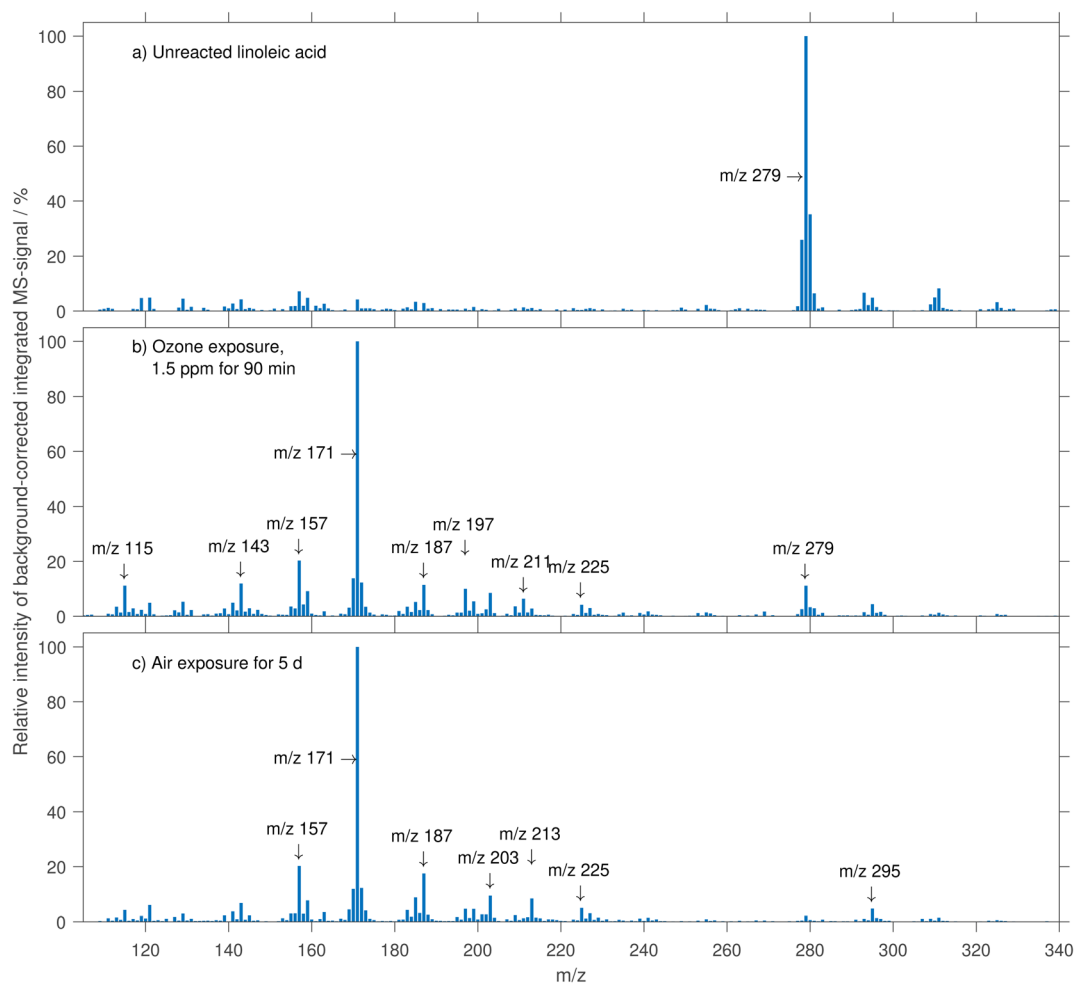 Relative intensity of background-corrected integrated MS-signal / %
100
80
60
40
20
0
a) Unreacted linoleic acid
m/z 279
100
80
60
40
20
0
b) Ozone exposure,
1.5 ppm for 90 min
m/z 171
m/z 115
m/z 143
m/z 157
m/z 187
m/z 197
m/z 211
m/z 225
m/z 279
100
80
60
40
20
0
c) Air exposure for 5 d
m/z 171
m/z 157
m/z 187
m/z 203
m/z 213
m/z 225
m/z 295
120 140 160 180 200 220 240 260 280 300 320 340
m/z